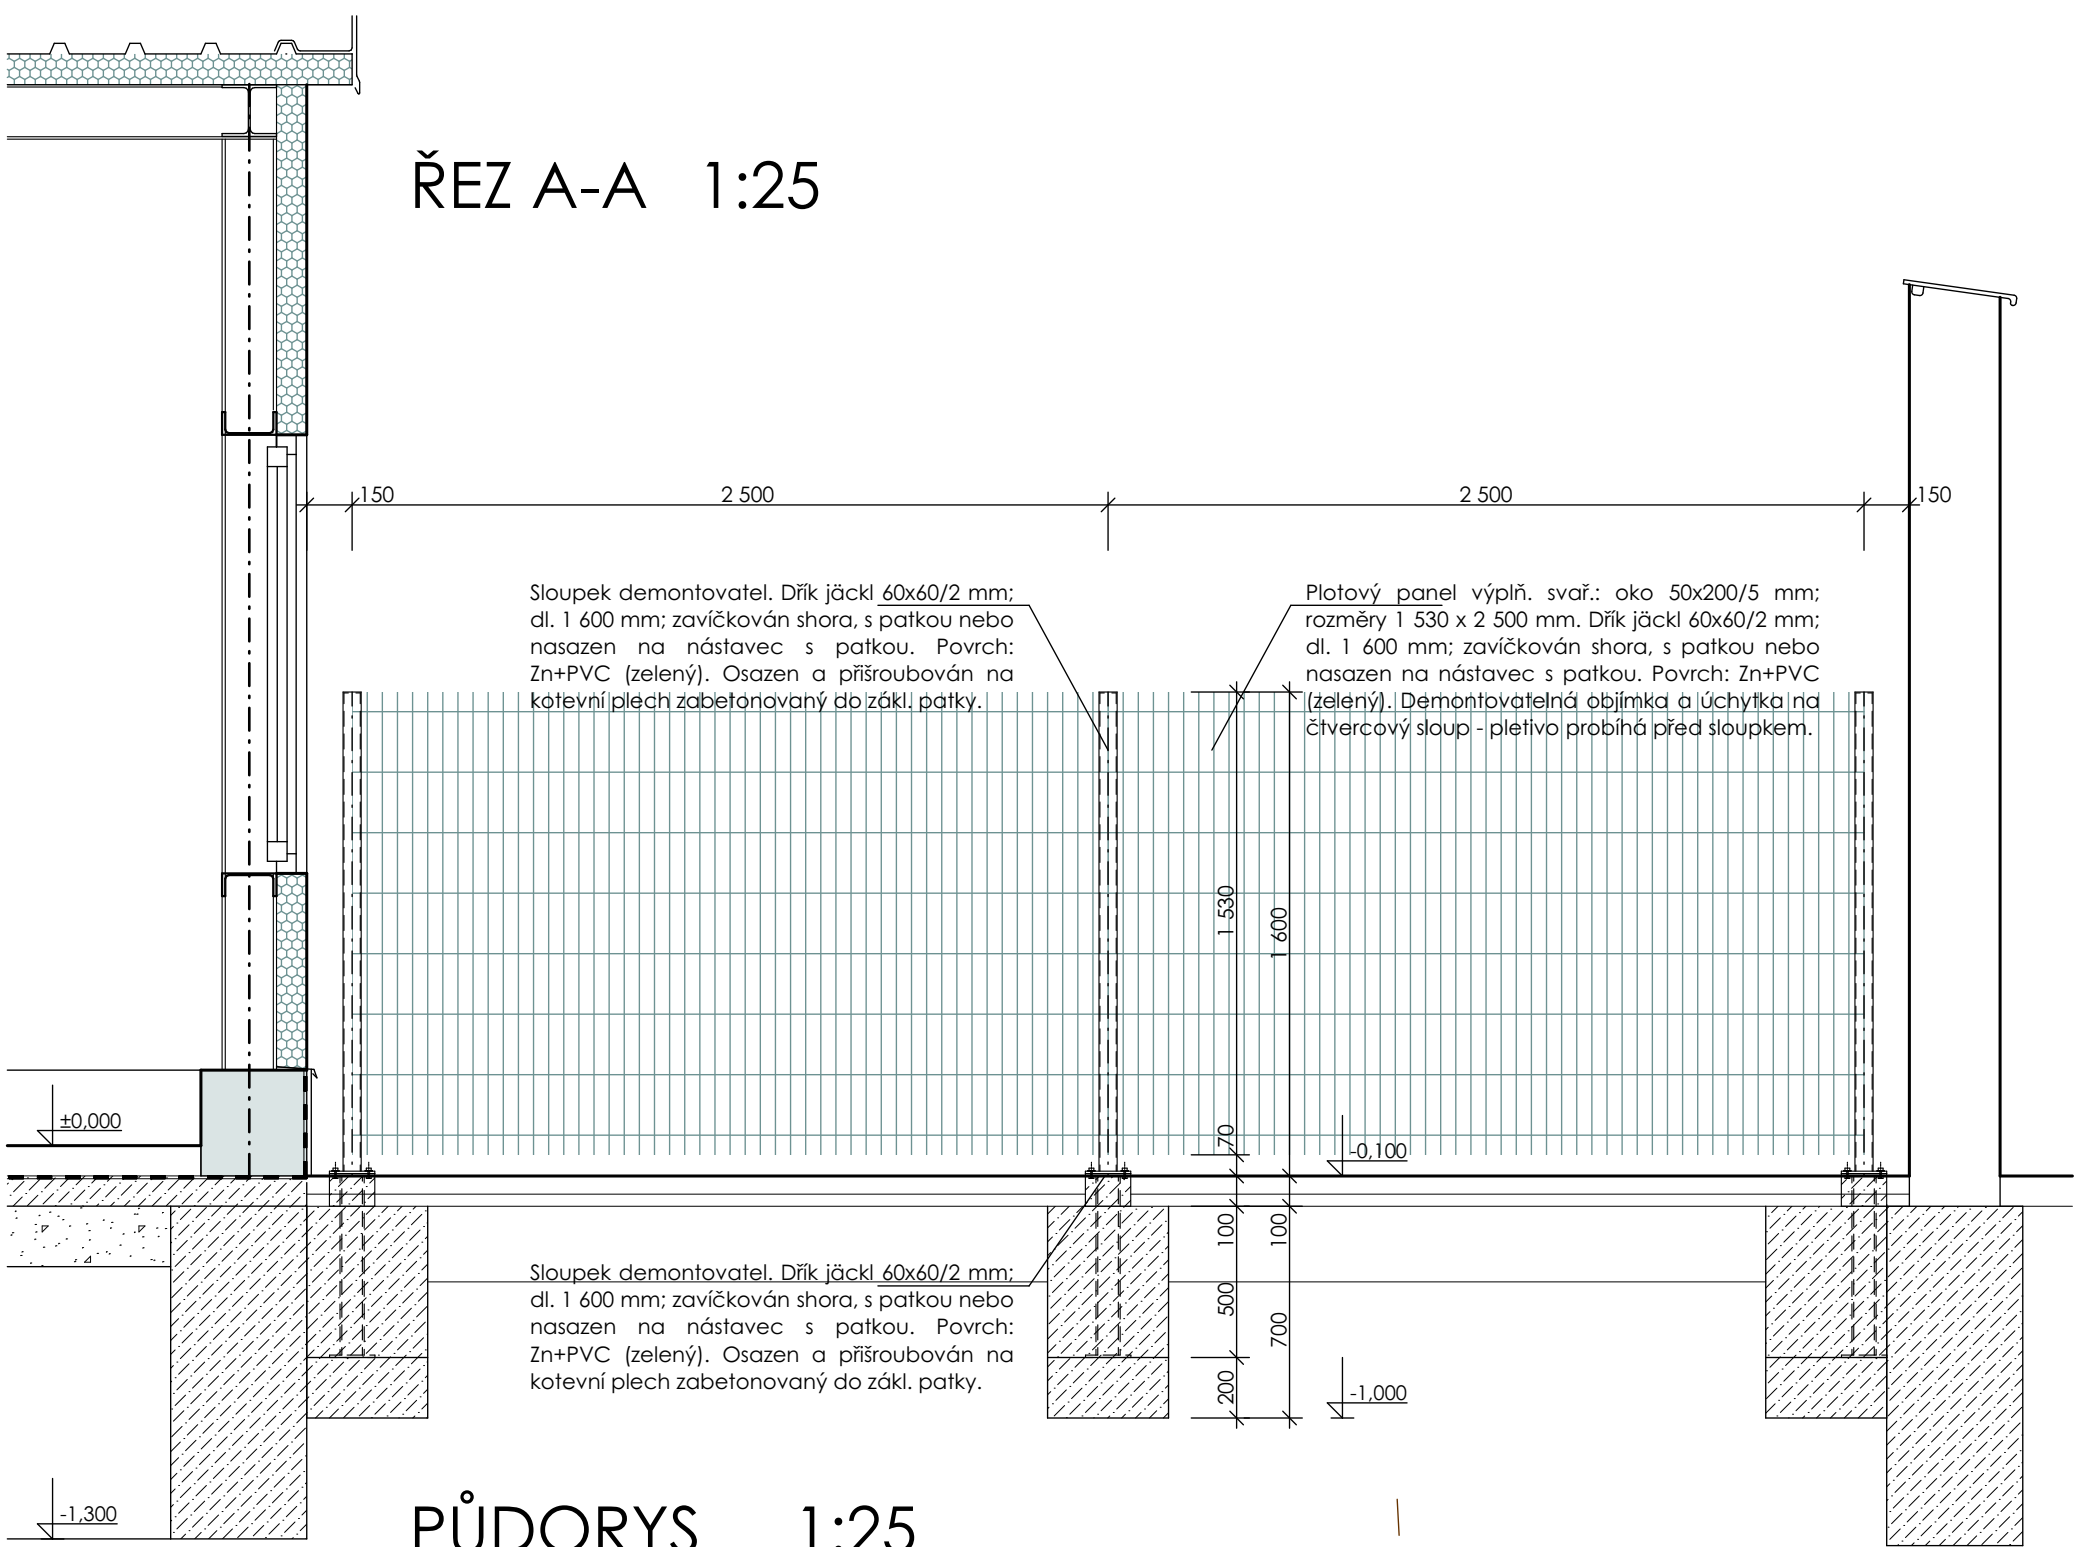 ŘEZ A-A 1:25
150
2 500
2 500
150
Sloupek demontovatel. Dřík jäckl 60x60/2 mm;
dl. 1 600 mm; zavíčkován shora, s patkou nebo
nasazen na nástavec s patkou. Povrch:
Zn+PVC (zelený). Osazen a přišroubován na
kotevní plech zabetonovaný do zákl. patky.
Plotový panel výplň. svař.: oko 50x200/5 mm;
rozměry 1 530 x 2 500 mm. Dřík jäckl 60x60/2 mm;
dl. 1 600 mm; zavíčkován shora, s patkou nebo
nasazen na nástavec s patkou. Povrch: Zn+PVC
(zelený). Demontovatelná objímka a úchytka na
čtvercový sloup - pletivo probíhá před sloupkem.
1 530
1 600
±0,000
70
-0,100
100
100
Sloupek demontovatel. Dřík jäckl 60x60/2 mm;
dl. 1 600 mm; zavíčkován shora, s patkou nebo
nasazen na nástavec s patkou. Povrch:
Zn+PVC (zelený). Osazen a přišroubován na
kotevní plech zabetonovaný do zákl. patky.
500
700
200
-1,000
-1,300
PŮDORYS 1:25